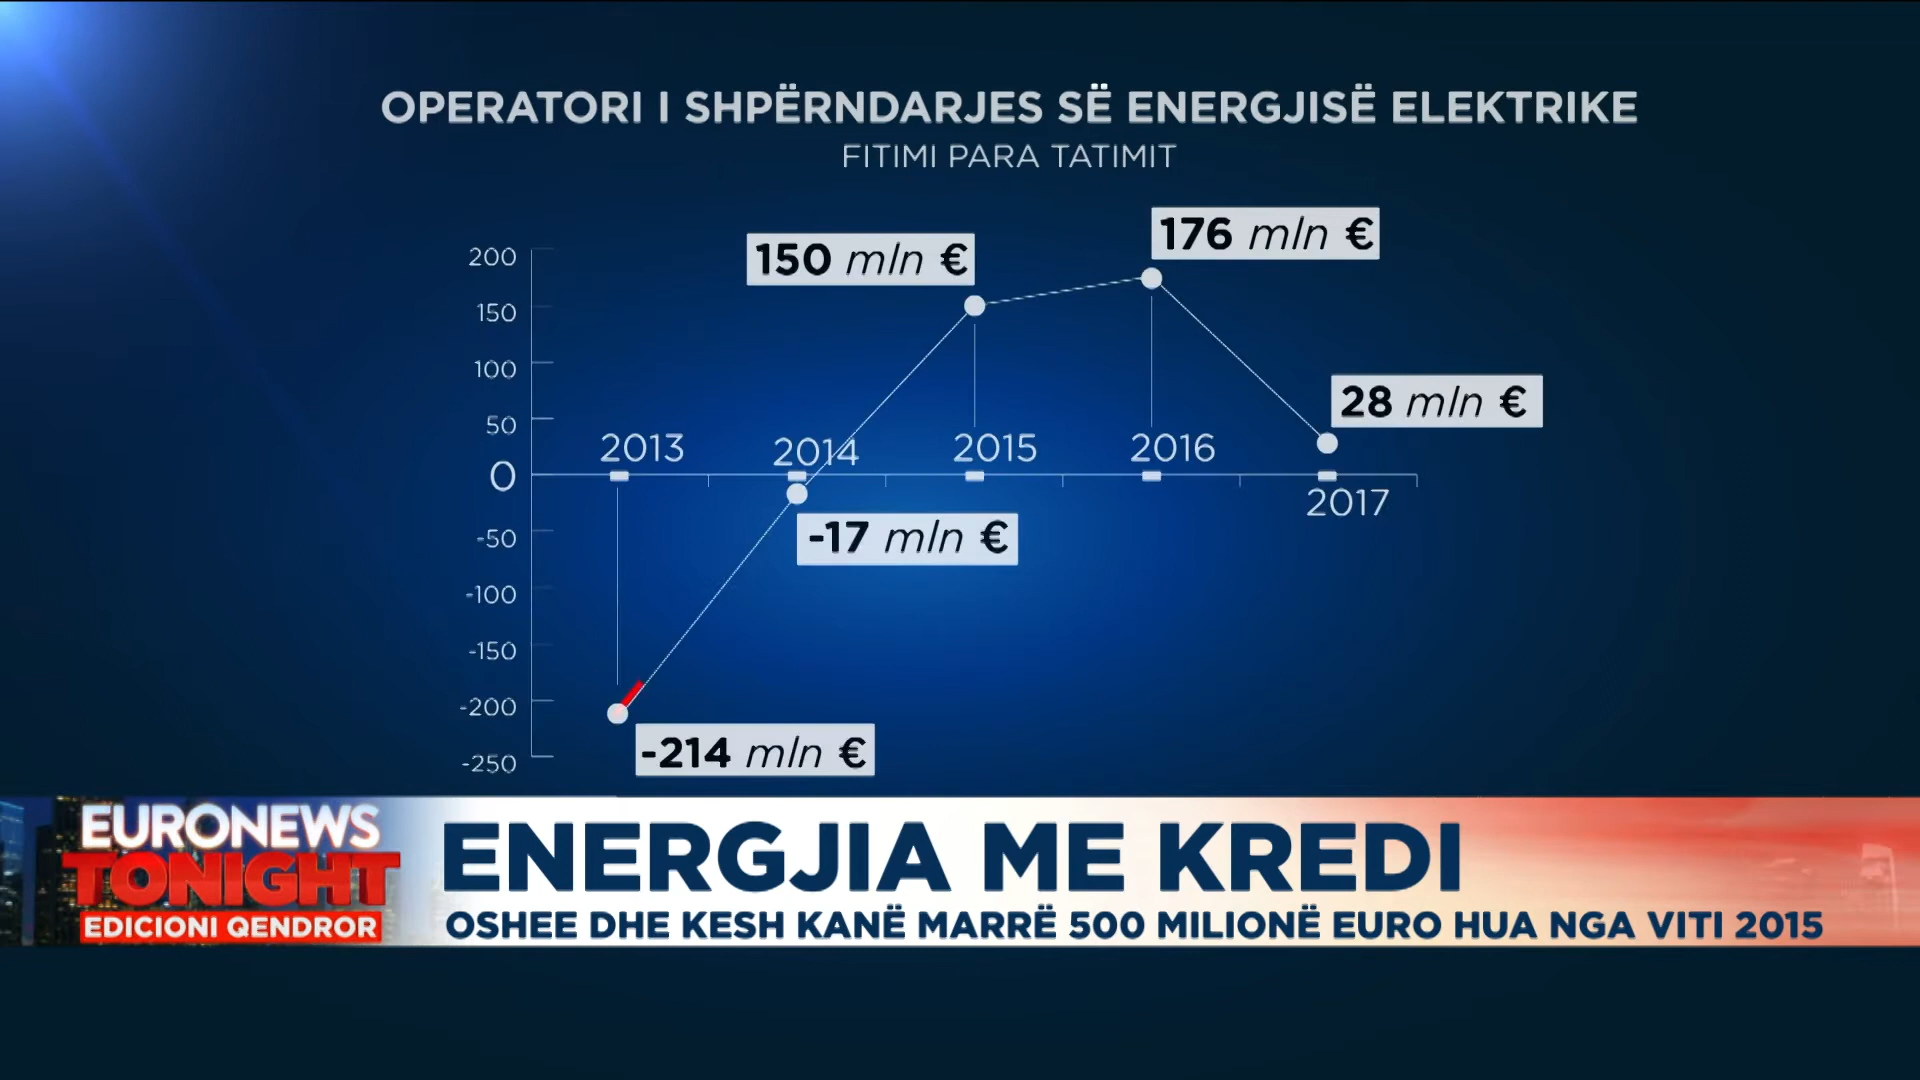 OPERATORI I SHPËRNDARJES SË ENERGJISË ELEKTRIKE
FITIMI PARA TATIMIT
200
150
100
50
0
-50
-100
-150
-200
-250
2013
2014
2015
2016
2017
-214 mln €
-17 mln €
150 mln €
176 mln €
28 mln €
EURONEWS
TONIGHT
EDICIONI QENDROR
ENERGJIA ME KREDI
OSHEE DHE KESH KANË MARRË 500 MILIONË EURO HUA NGA VITI 2015